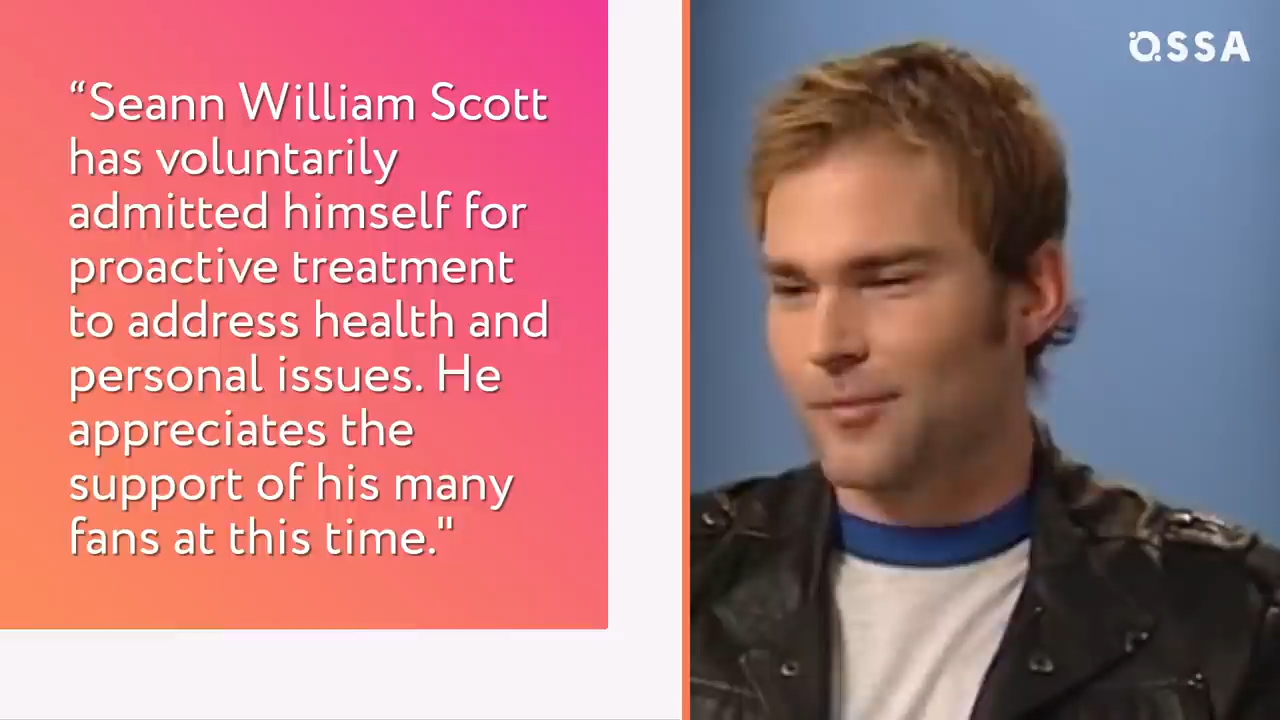 “Seann William Scott
has voluntarily
admitted himself for
proactive treatment
to address health and
personal issues. He
appreciates the
support of his many
fans at this time."
OSSA